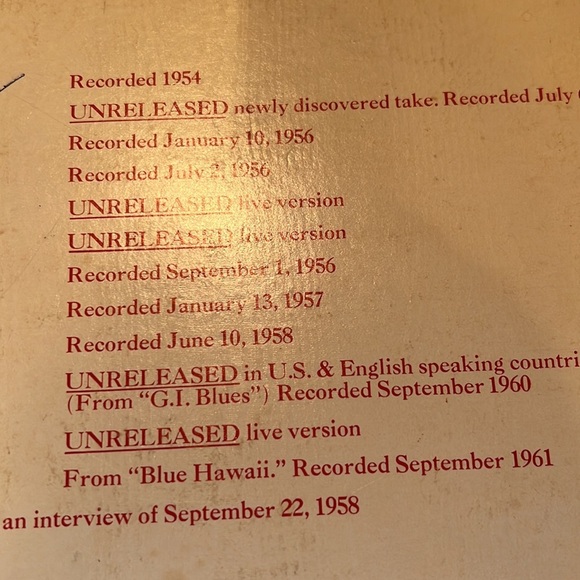 Recorded 1954
UNRELEASED newly discovered take. Recorded July
Recorded January 10, 1956
Recorded July 2, 1956
UNRELEASED live version
UNRELEASED live version
Recorded September 1, 1956
Recorded January 13, 1957
Recorded June 10, 1958
UNRELEASED in U.S. & English speaking countri
(From "G.I. Blues") Recorded September 1960
UNRELEASED live version
From "Blue Hawaii." Recorded September 1961
an interview of September 22, 1958